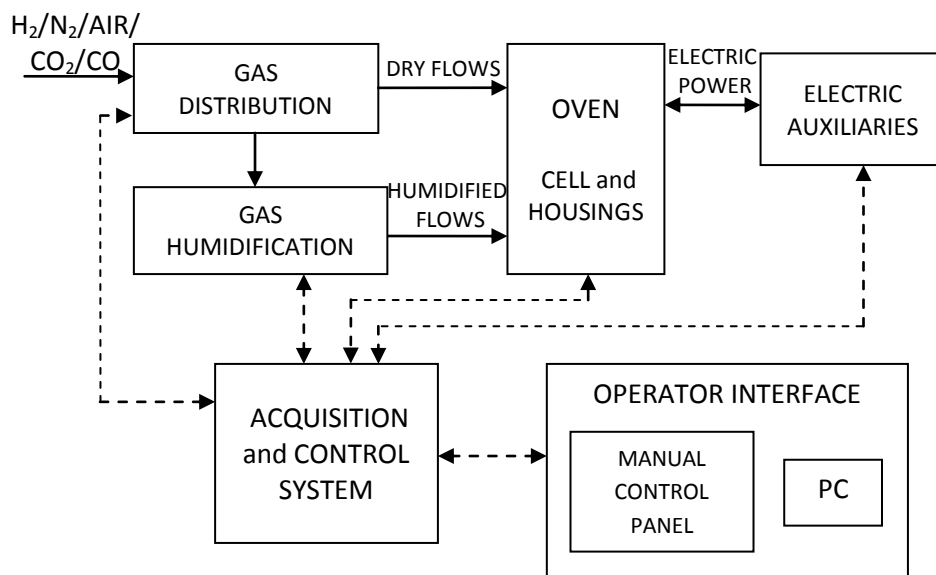 H₂/N₂/AIR/
CO₂/CO
GAS
DISTRIBUTION
DRY FLOWS
OVEN
CELL and
HOUSINGS
ELECTRIC
POWER
ELECTRIC
AUXILIARIES
GAS
HUMIDIFICATION
HUMIDIFIED
FLOWS
ACQUISITION
and CONTROL
SYSTEM
OPERATOR INTERFACE
MANUAL
CONTROL
PANEL
PC